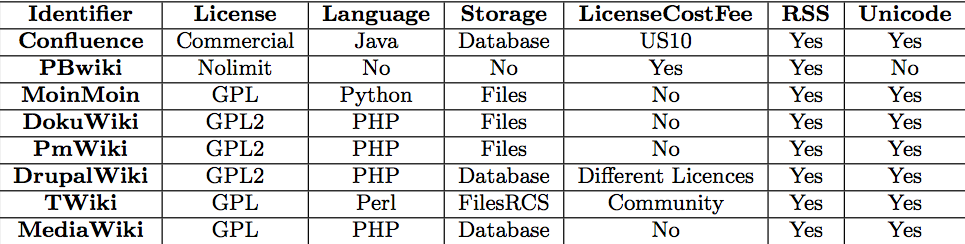 Identifier License Language Storage LicenseCostFee RSS Unicode
Confluence Commercial Java Database US10 Yes Yes
PBwiki Nolimit No No Yes Yes No
MoinMoin GPL Python Files No Yes Yes
DokuWiki GPL2 PHP Files No Yes Yes
PmWiki GPL2 PHP Files No Yes Yes
DrupalWiki GPL2 PHP Database Different Licences Yes Yes
TWiki GPL Perl FilesRCS Community Yes Yes
MediaWiki GPL PHP Database No Yes Yes